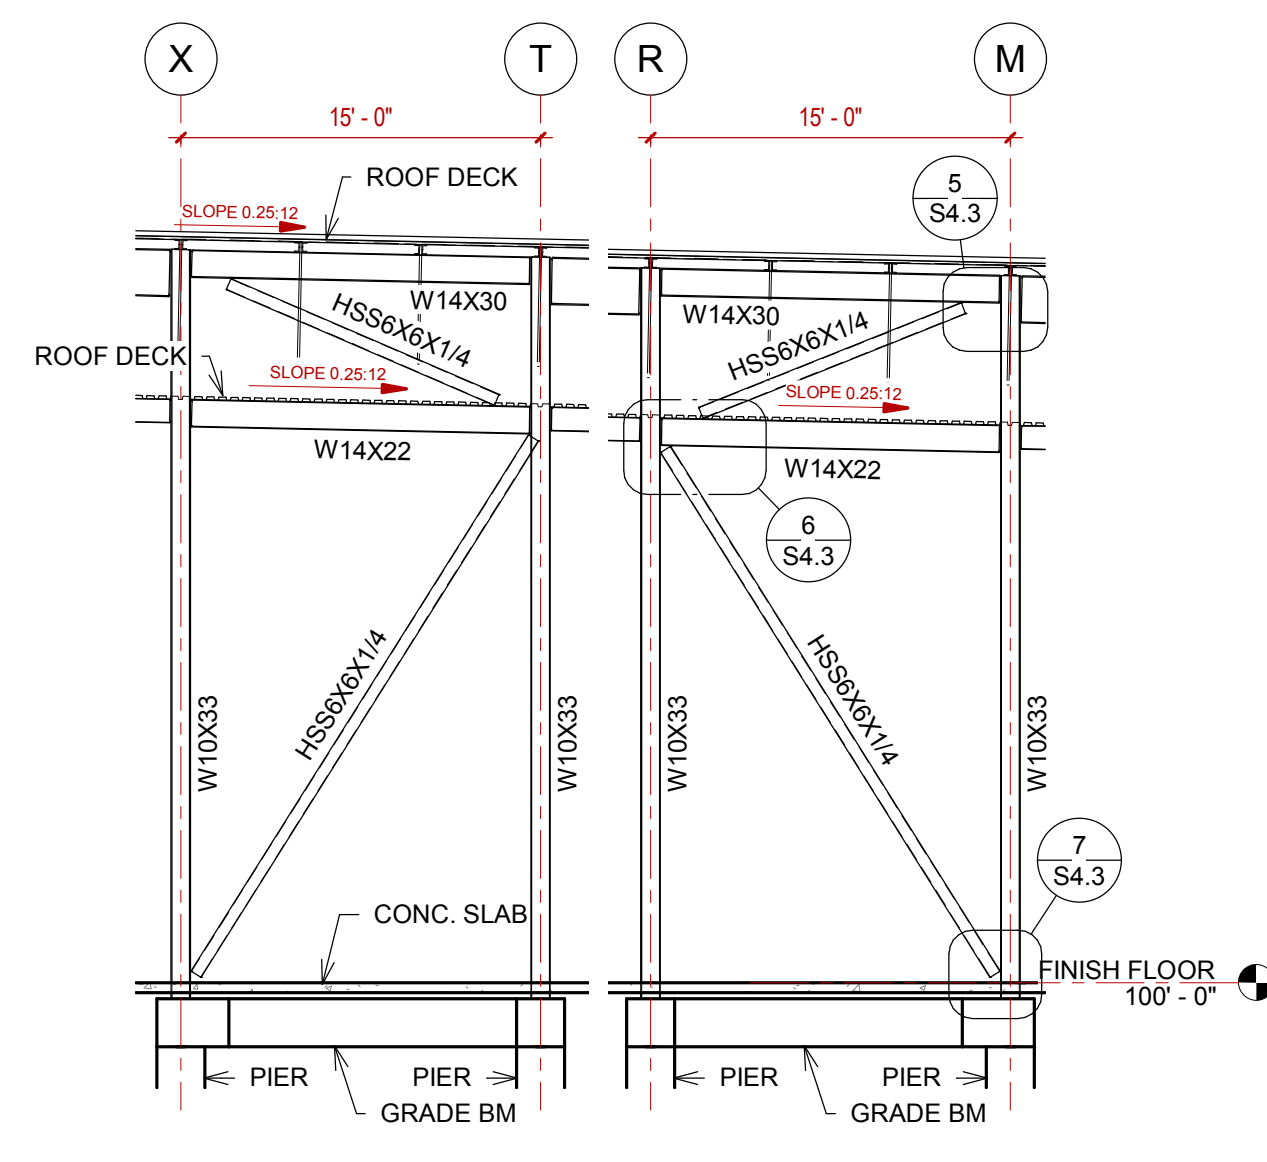 X
T
R
M
15' - 0"
15' - 0"
ROOF DECK
5
S4.3
SLOPE 0.25:12
W14X30
HSS6X6X1/4
W14X30
HSS6X6X1/4
ROOF DECK
SLOPE 0.25:12
SLOPE 0.25:12
W14X22
W14X22
6
S4.3
HSS6X6X1/4
HSS6X6X1/4
W10X33
W10X33
W10X33
W10X33
7
S4.3
CONC. SLAB
FINISH FLOOR
100' - 0"
PIER
PIER
PIER
PIER
GRADE BM
GRADE BM